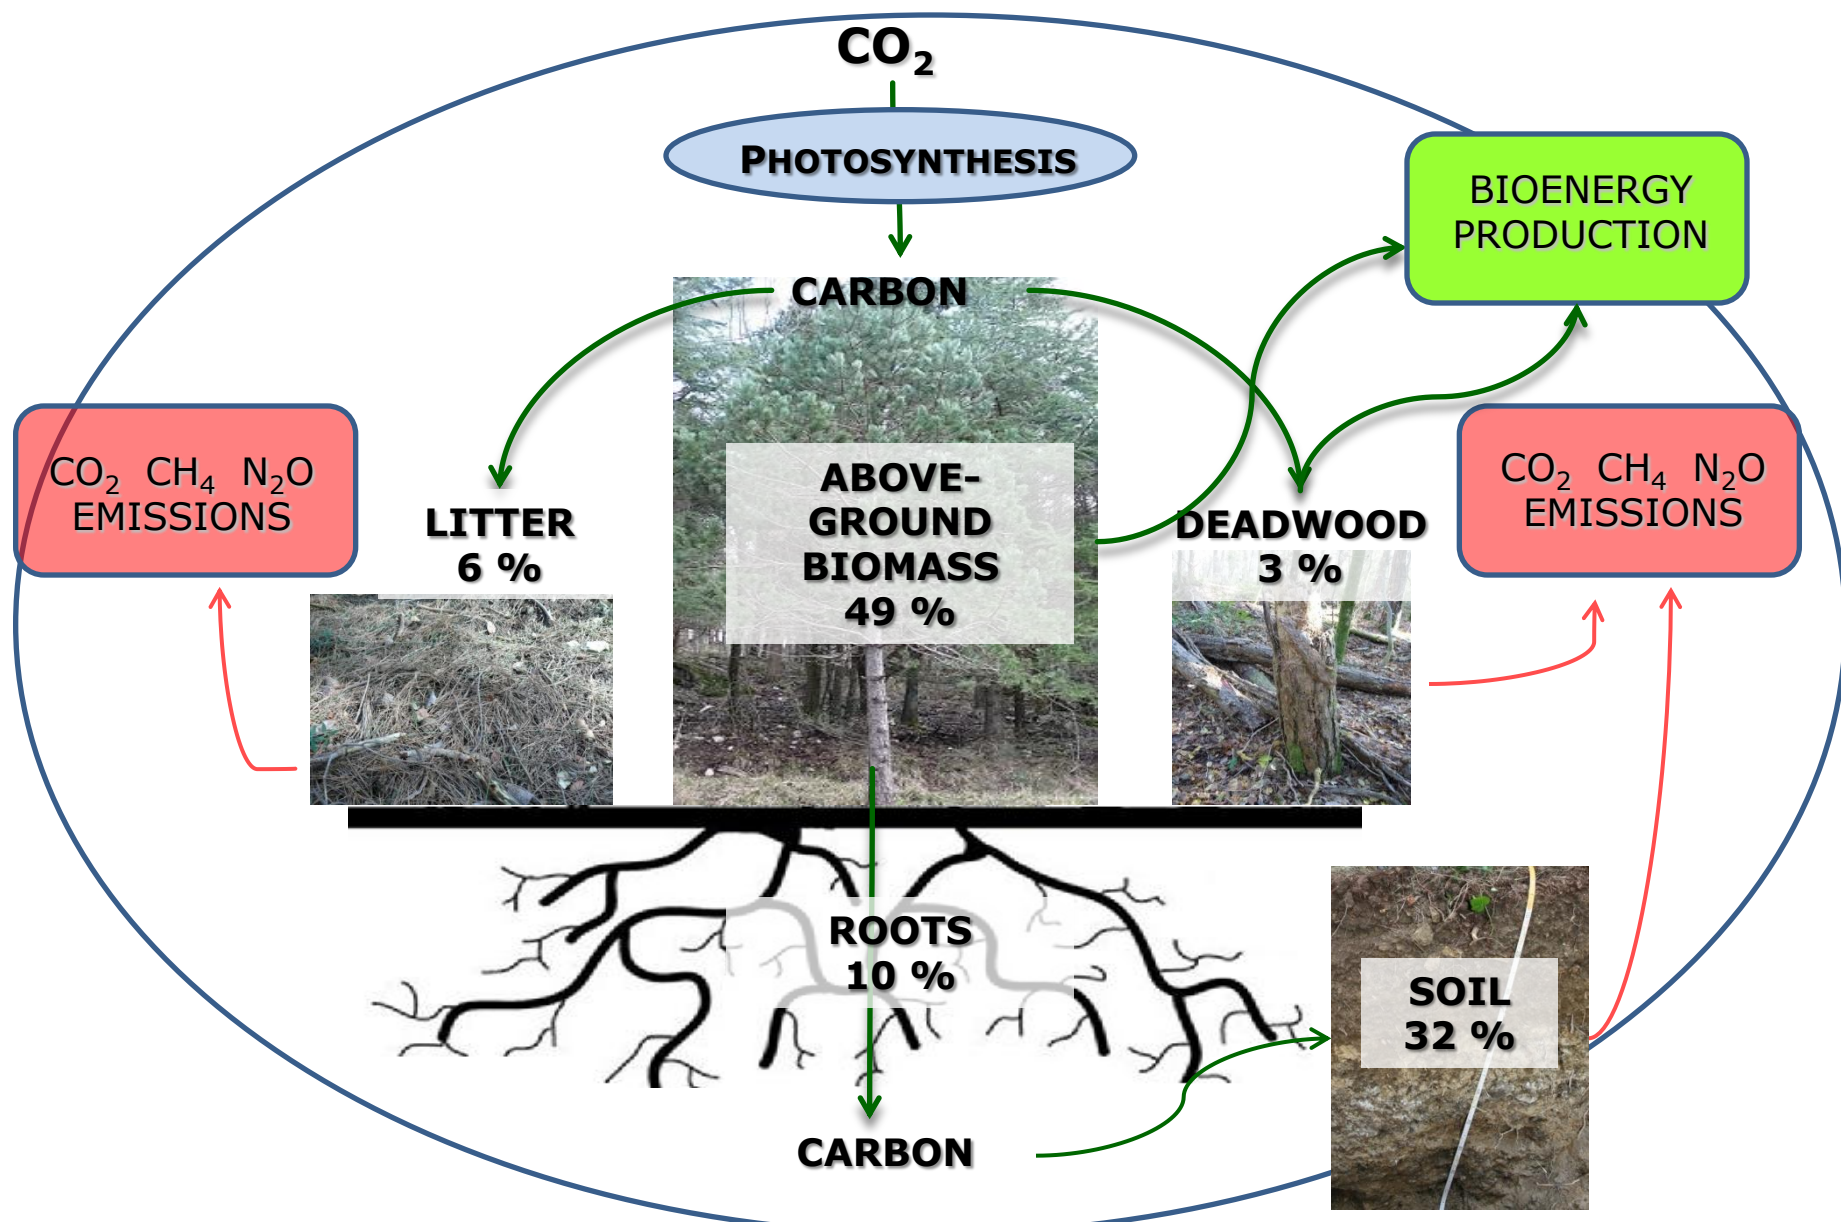 CO₂
PHOTOSYNTHESIS
CARBON
BIOENERGY
PRODUCTION
CO₂ CH₄ N₂O
EMISSIONS
LITTER
6 %
ABOVE-
GROUND
BIOMASS
49 %
DEADWOOD
3 %
CO₂ CH₄ N₂O
EMISSIONS
ROOTS
10 %
SOIL
32 %
CARBON